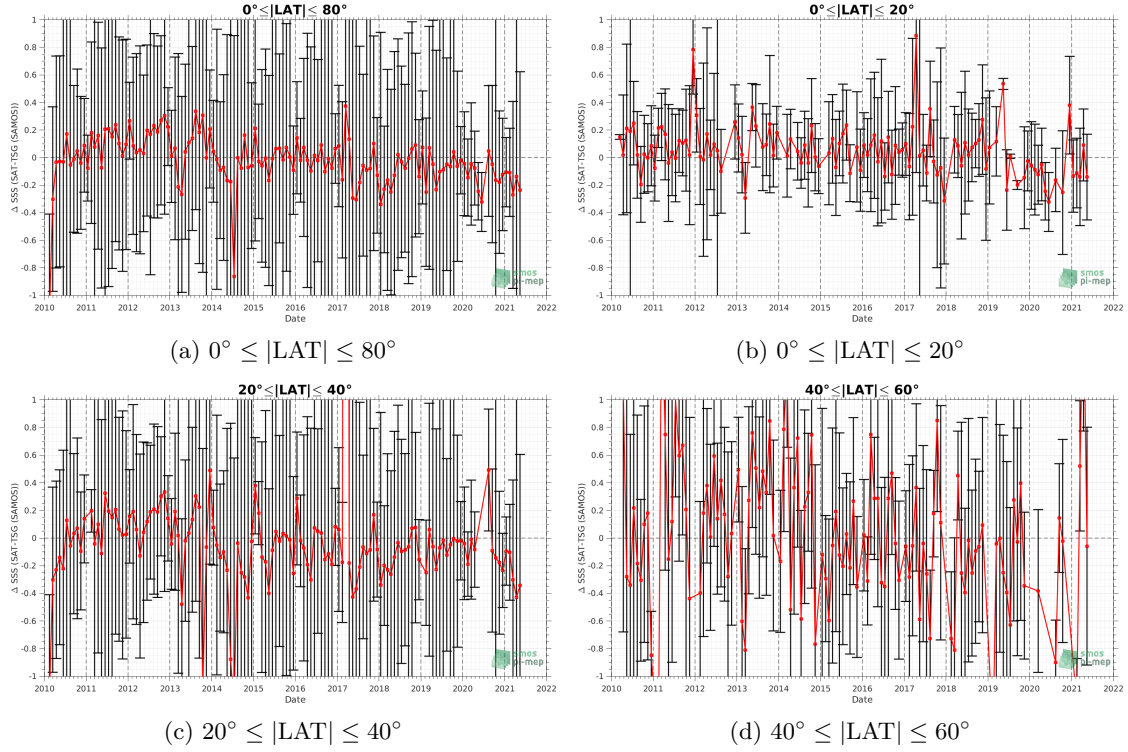 0°≤|LAT|≤ 80°
Δ SSS (SAT-TSG (SAMOS))
1
0.8
0.6
0.4
0.2
0
-0.2
-0.4
-0.6
-0.8
-1
2010 2011 2012 2013 2014 2015 2016 2017 2018 2019 2020 2021 2022
Date
smos
pi-mep
(a) 0° ≤ |LAT| ≤ 80°
0°≤|LAT|≤ 20°
Δ SSS (SAT-TSG (SAMOS))
1
0.8
0.6
0.4
0.2
0
-0.2
-0.4
-0.6
-0.8
-1
2010 2011 2012 2013 2014 2015 2016 2017 2018 2019 2020 2021 2022
Date
smos
pi-mep
(b) 0° ≤ |LAT| ≤ 20°
20°≤|LAT|≤ 40°
Δ SSS (SAT-TSG (SAMOS))
1
0.8
0.6
0.4
0.2
0
-0.2
-0.4
-0.6
-0.8
-1
2010 2011 2012 2013 2014 2015 2016 2017 2018 2019 2020 2021 2022
Date
smos
pi-mep
(c) 20° ≤ |LAT| ≤ 40°
40°≤|LAT|≤ 60°
Δ SSS (SAT-TSG (SAMOS))
1
0.8
0.6
0.4
0.2
0
-0.2
-0.4
-0.6
-0.8
-1
2010 2011 2012 2013 2014 2015 2016 2017 2018 2019 2020 2021 2022
Date
smos
pi-mep
(d) 40° ≤ |LAT| ≤ 60°